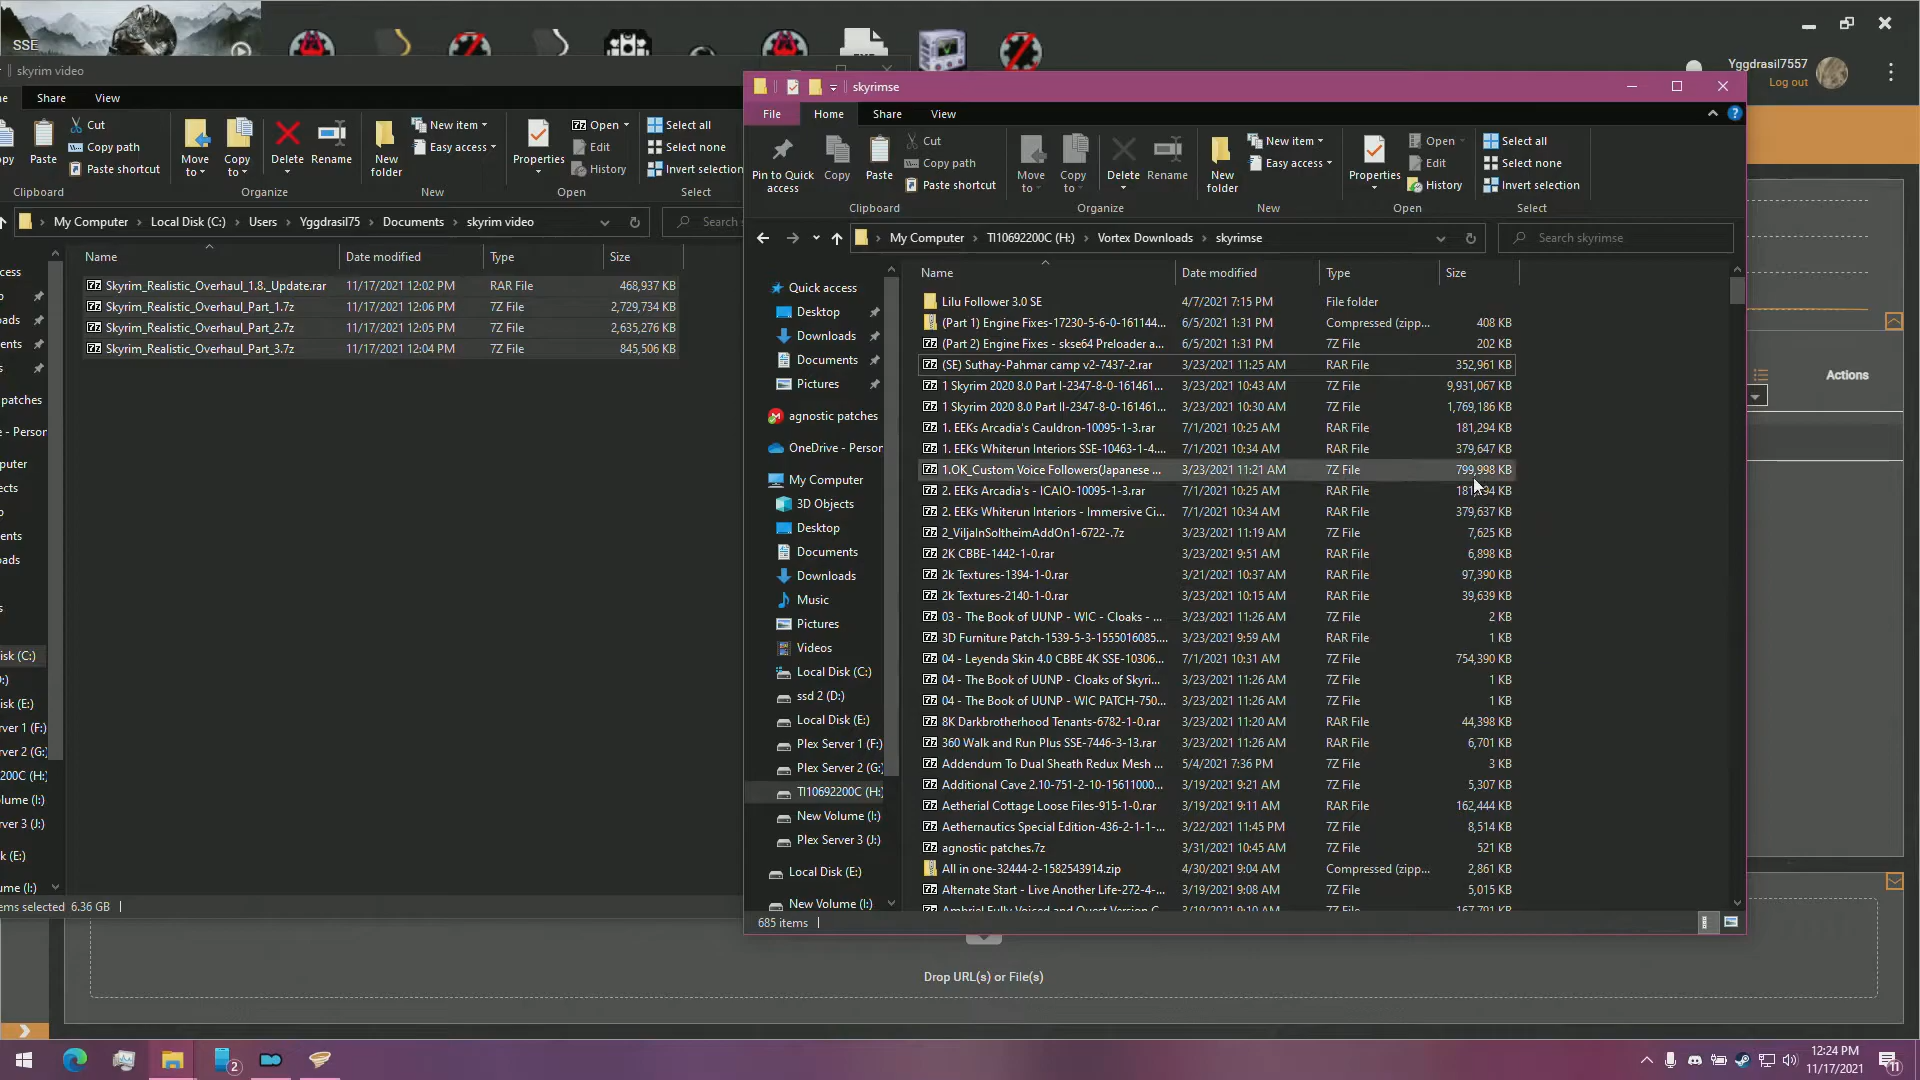 SSE
Yggdrasil7557
Log out
skyrim video
Share
View
Paste
Cut
Copy path
Paste shortcut
Clipboard
Move to
Copy to
Delete
Rename
Organize
New folder
New item
Easy access
New
Properties
Open
Edit
History
Open
Select all
Select none
Invert selection
Select
My Computer
Local Disk (C:)
Users
Yggdrasil75
Documents
skyrim video
Search
Name
Date modified
Type
Size
Skyrim_Realistic_Overhaul_1.8._Update.rar 11/17/2021 12:02 PM RAR File 468,937 KB
Skyrim_Realistic_Overhaul_Part_1.7z 11/17/2021 12:06 PM 7Z File 2,729,734 KB
Skyrim_Realistic_Overhaul_Part_2.7z 11/17/2021 12:05 PM 7Z File 2,635,276 KB
Skyrim_Realistic_Overhaul_Part_3.7z 11/17/2021 12:04 PM 7Z File 845,506 KB
ems selected 6.36 GB
skyrimse
File
Home
Share
View
Pin to Quick access
Copy
Paste
Cut
Copy path
Paste shortcut
Clipboard
Move to
Copy to
Delete
Rename
Organize
New folder
New item
Easy access
New
Properties
Open
Edit
History
Open
Select all
Select none
Invert selection
Select
My Computer
TI10692200C (H:)
Vortex Downloads
skyrimse
Search skyrimse
Quick access
Desktop
Downloads
Documents
Pictures
agnostic patches
OneDrive - Person
My Computer
3D Objects
Desktop
Documents
Downloads
Music
Pictures
Videos
Local Disk (C:)
ssd 2 (D:)
Local Disk (E:)
Plex Server 1 (F:)
Plex Server 2 (G:)
TI10692200C (H:)
New Volume (I:)
Plex Server 3 (J:)
Local Disk (E:)
New Volume (I:)
Name Date modified Type Size
Lilu Follower 3.0 SE 4/7/2021 7:15 PM File folder
(Part 1) Engine Fixes-17230-5-6-0-161144... 6/5/2021 1:31 PM Compressed (zipp... 408 KB
(Part 2) Engine Fixes - skse64 Preloader a... 6/5/2021 1:31 PM 7Z File 202 KB
(SE) Suthay-Pahmar camp v2-7437-2.rar 3/23/2021 11:25 AM RAR File 352,961 KB
1 Skyrim 2020 8.0 Part I-2347-8-0-161461... 3/23/2021 10:43 AM 7Z File 9,931,067 KB
1 Skyrim 2020 8.0 Part II-2347-8-0-161461... 3/23/2021 10:30 AM 7Z File 1,769,186 KB
1. EEKs Arcadia's Cauldron-10095-1-3.rar 7/1/2021 10:25 AM RAR File 181,294 KB
1. EEKs Whiterun Interiors SSE-10463-1-4.... 7/1/2021 10:34 AM RAR File 379,647 KB
1.OK_Custom Voice Followers(Japanese ... 3/23/2021 11:21 AM 7Z File 799,998 KB
2. EEKs Arcadia's - ICAIO-10095-1-3.rar 7/1/2021 10:25 AM RAR File
2. EEKs Whiterun Interiors - Immersive Ci... 7/1/2021 10:34 AM RAR File 379,637 KB
2_ViljaInSoltheimAddOn1-6722-.7z 3/23/2021 11:19 AM 7Z File 7,625 KB
2K CBBE-1442-1-0.rar 3/23/2021 9:51 AM RAR File 6,898 KB
2k Textures-1394-1-0.rar 3/21/2021 10:37 AM RAR File 97,390 KB
2k Textures-2140-1-0.rar 3/23/2021 10:15 AM RAR File 39,639 KB
03 - The Book of UUNP - WIC - Cloaks - ... 3/23/2021 11:26 AM 7Z File 2 KB
3D Furniture Patch-1539-5-3-1555016085.... 3/23/2021 9:59 AM RAR File 1 KB
04 - Leyenda Skin 4.0 CBBE 4K SSE-10306... 7/1/2021 10:31 AM 7Z File 754,390 KB
04 - The Book of UUNP - Cloaks of Skyri... 3/23/2021 11:26 AM 7Z File 1 KB
04 - The Book of UUNP - WIC PATCH-750... 3/23/2021 11:26 AM 7Z File 1 KB
8K Darkbrotherhood Tenants-6782-1-0.rar 3/23/2021 11:20 AM RAR File 44,398 KB
360 Walk and Run Plus SSE-7446-3-13.rar 3/23/2021 11:26 AM RAR File 6,701 KB
Addendum To Dual Sheath Redux Mesh ... 5/4/2021 7:36 PM 7Z File 3 KB
Additional Cave 2.10-751-2-10-15611000... 3/19/2021 9:21 AM 7Z File 5,307 KB
Aetherial Cottage Loose Files-915-1-0.rar 3/19/2021 9:11 AM RAR File 162,444 KB
Aethernautics Special Edition-436-2-1-1-... 3/22/2021 11:45 PM 7Z File 8,514 KB
agnostic patches.7z 3/31/2021 10:45 AM 7Z File 521 KB
All in one-32444-2-1582543914.zip 4/30/2021 9:04 AM Compressed (zipp... 2,861 KB
Alternate Start - Live Another Life-272-4-... 3/19/2021 9:08 AM 7Z File 5,015 KB
685 items
Actions
Drop URL(s) or File(s)
2
12:24 PM
11/17/2021
11